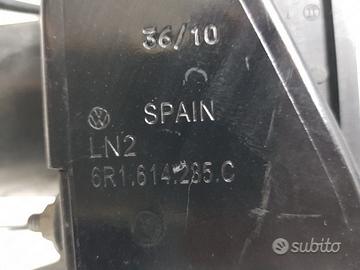 36/10
SPAIN
LN2
6R1.614.285.C
subito